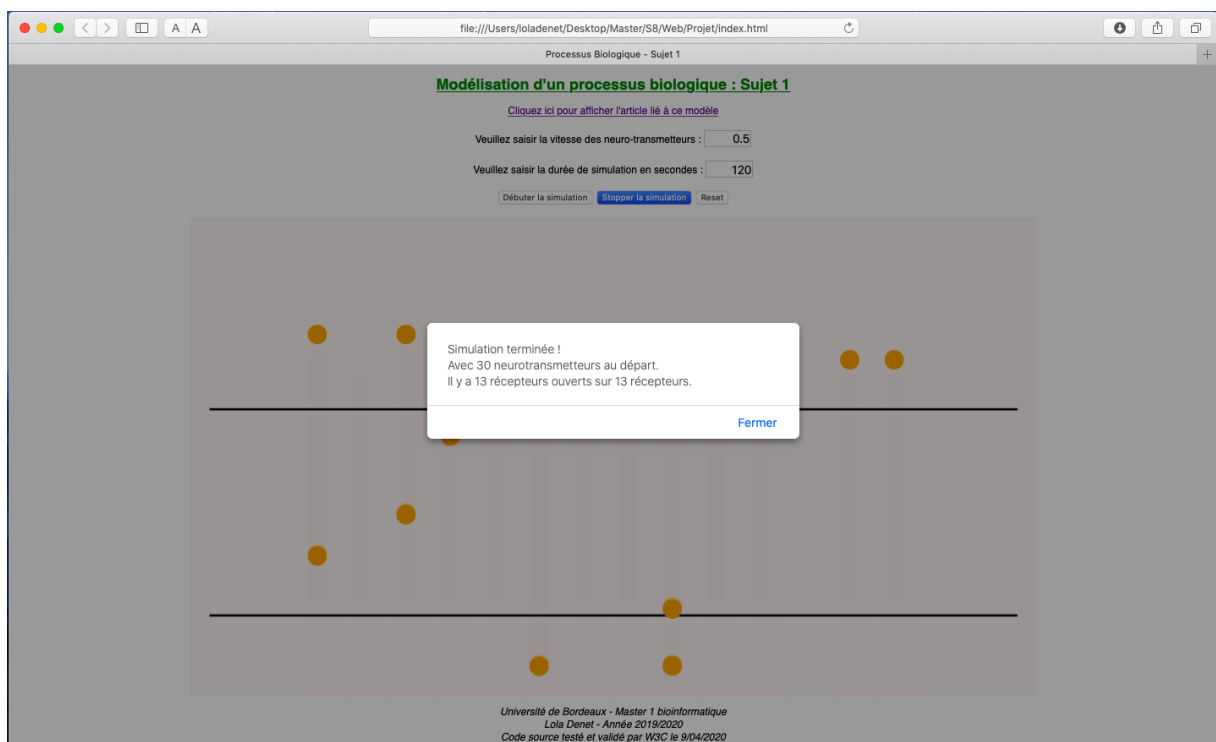 A A
file:///Users/loladenet/Desktop/Master/S8/Web/Projet/index.html
Processus Biologique - Sujet 1
Modélisation d'un processus biologique : Sujet 1
Cliquez ici pour afficher l'article lié à ce modèle
Veuillez saisir la vitesse des neuro-transmetteurs : 0.5
Veuillez saisir la durée de simulation en secondes : 120
Débuter la simulation Stopper la simulation Reset
Simulation terminée !
Avec 30 neurotransmetteurs au départ.
Il y a 13 récepteurs ouverts sur 13 récepteurs.
Fermer
Université de Bordeaux - Master 1 bioinformatique
Lola Denet - Année 2019/2020
Code source testé et validé par W3C le 9/04/2020